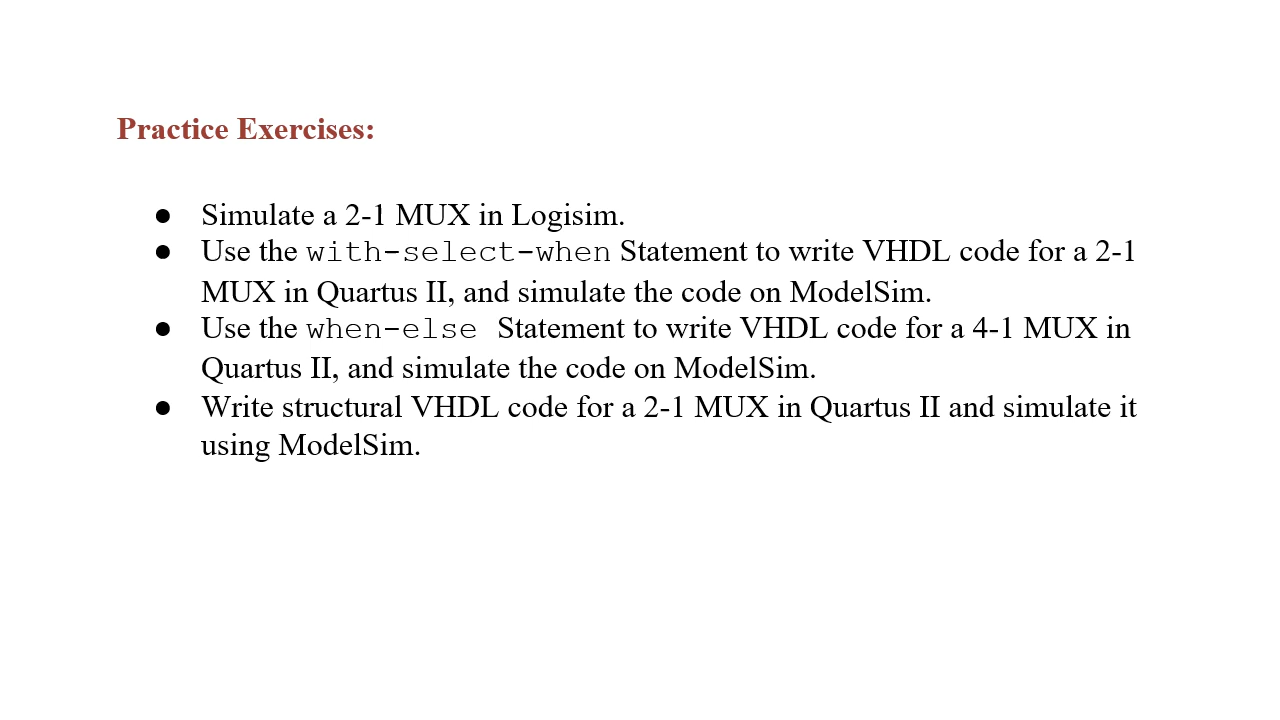 Practice Exercises:
● Simulate a 2-1 MUX in Logisim.
● Use the with-select-when Statement to write VHDL code for a 2-1
MUX in Quartus II, and simulate the code on ModelSim.
● Use the when-else Statement to write VHDL code for a 4-1 MUX in
Quartus II, and simulate the code on ModelSim.
● Write structural VHDL code for a 2-1 MUX in Quartus II and simulate it
using ModelSim.